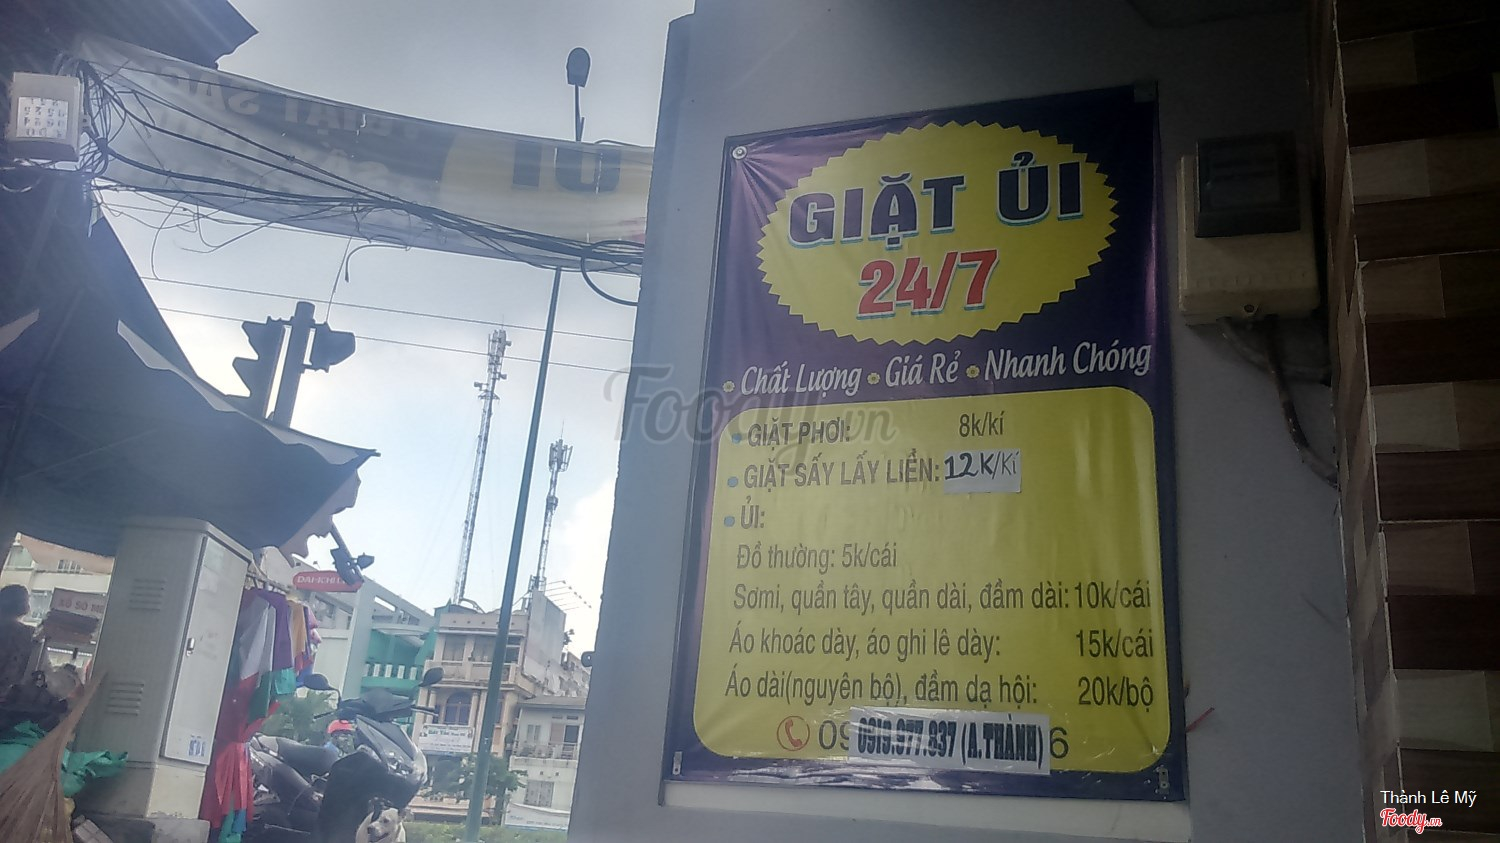 GIẶT ỦI
24/7
Chất Lượng Giá Rẻ Nhanh Chóng
GIẶT PHƠI: 8k/kí
GIẶT SẤY LẤY LIỀN: 12K/Kí
ỦI:
Đồ thường: 5k/cái
Sơmi, quần tây, quần dài, đầm dài: 10k/cái
Áo khoác dày, áo ghi lê dày: 15k/cái
Áo dài(nguyên bộ), đầm dạ hội: 20k/bộ
0919.977.937 (A.THÀNH)
ỦI
Foody.vn
Thành Lê Mỹ
Foody.vn